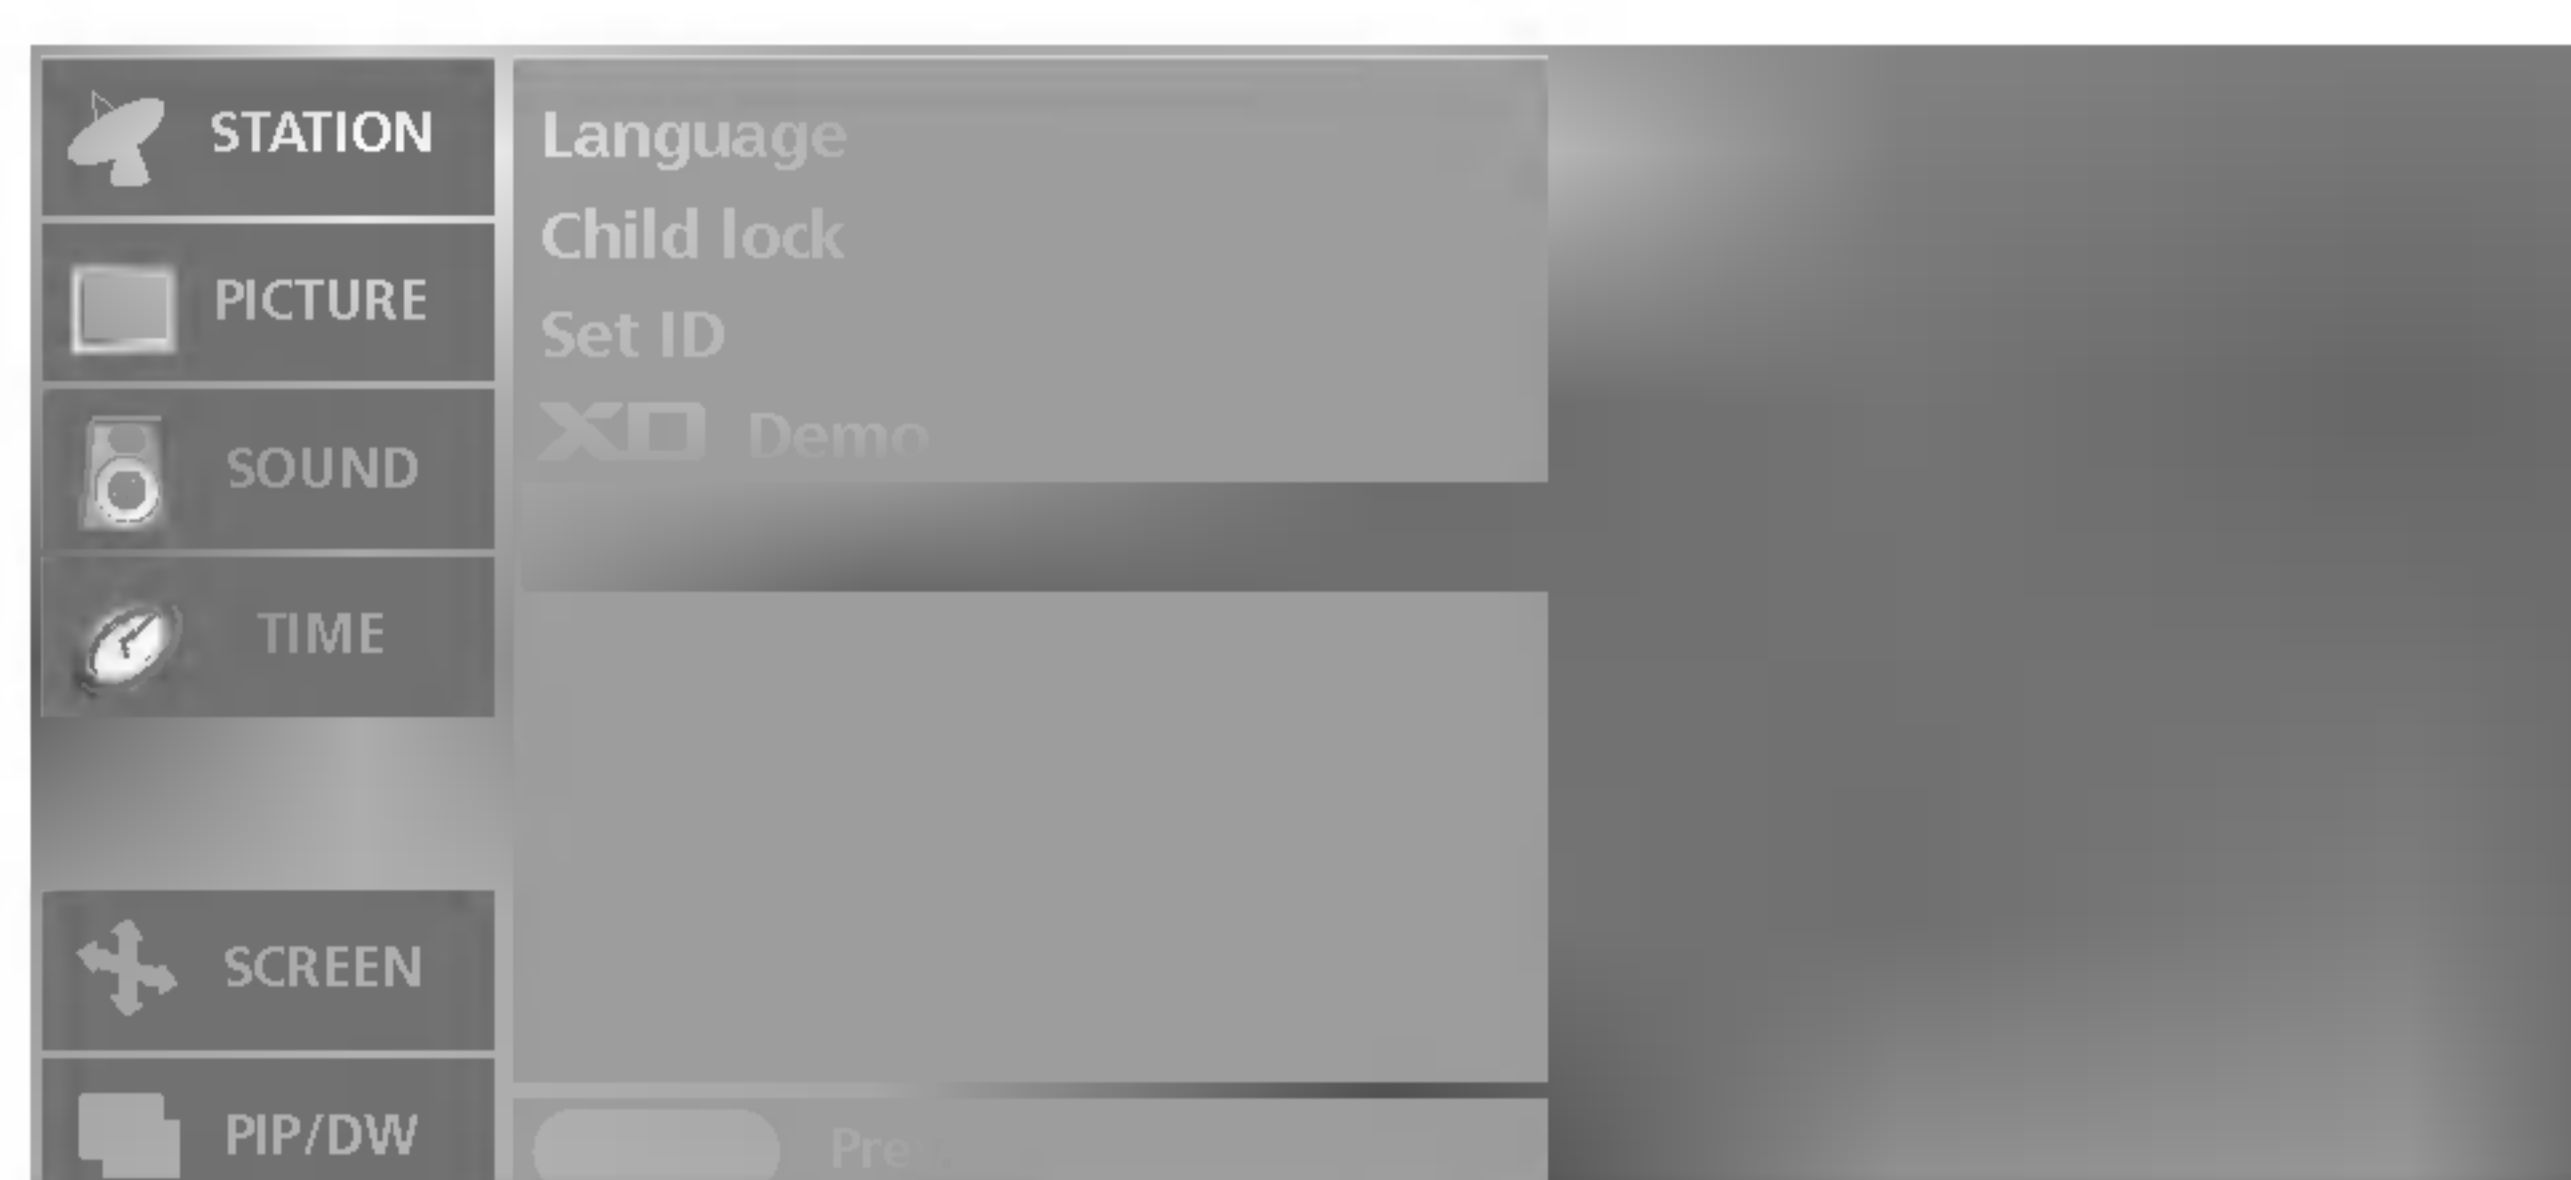 STATION
PICTURE
SOUND
TIME
SCREEN
PIP/DW
Language
Child lock
Set ID
XD Demo